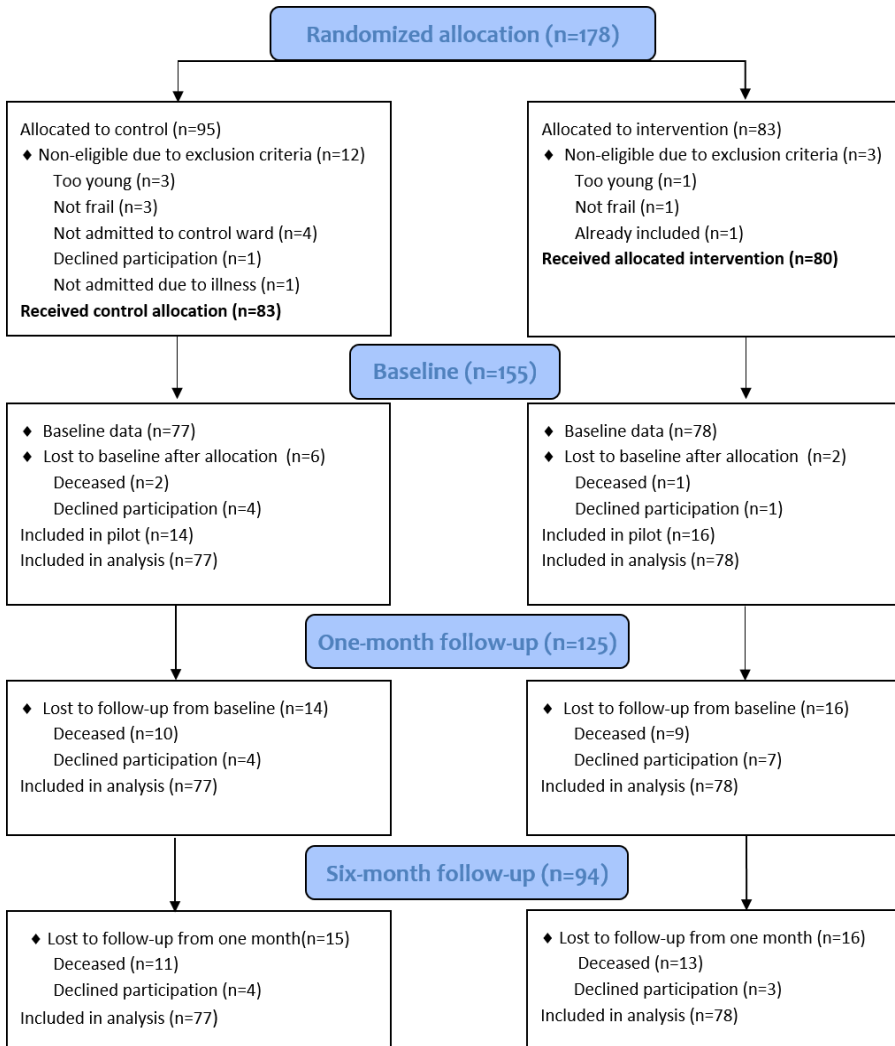 Randomized allocation (n=178)
Allocated to control (n=95)
♦ Non-eligible due to exclusion criteria (n=12)
Too young (n=3)
Not frail (n=3)
Not admitted to control ward (n=4)
Declined participation (n=1)
Not admitted due to illness (n=1)
Received control allocation (n=83)
Allocated to intervention (n=83)
♦ Non-eligible due to exclusion criteria (n=3)
Too young (n=1)
Not frail (n=1)
Already included (n=1)
Received allocated intervention (n=80)
Baseline (n=155)
♦ Baseline data (n=77)
♦ Lost to baseline after allocation (n=6)
Deceased (n=2)
Declined participation (n=4)
Included in pilot (n=14)
Included in analysis (n=77)
♦ Baseline data (n=78)
♦ Lost to baseline after allocation (n=2)
Deceased (n=1)
Declined participation (n=1)
Included in pilot (n=16)
Included in analysis (n=78)
One-month follow-up (n=125)
♦ Lost to follow-up from baseline (n=14)
Deceased (n=10)
Declined participation (n=4)
Included in analysis (n=77)
♦ Lost to follow-up from baseline (n=16)
Deceased (n=9)
Declined participation (n=7)
Included in analysis (n=78)
Six-month follow-up (n=94)
♦ Lost to follow-up from one month(n=15)
Deceased (n=11)
Declined participation (n=4)
Included in analysis (n=77)
♦ Lost to follow-up from one month (n=16)
Deceased (n=13)
Declined participation (n=3)
Included in analysis (n=78)